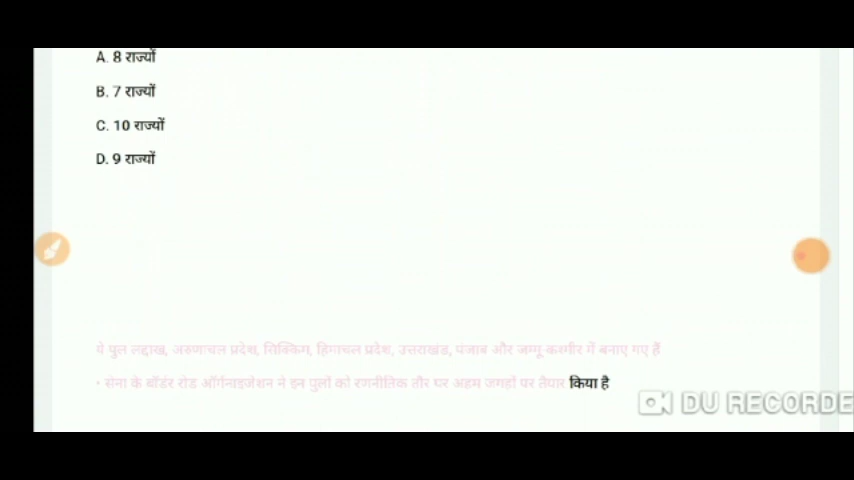 A. 8 राज्यों
B. 7 राज्यों
C. 10 राज्यों
D. 9 राज्यों
ये पुल लद्दाख, अरुणाचल प्रदेश, सिक्किम, हिमाचल प्रदेश, उत्तराखंड, पंजाब और जम्मू-कश्मीर में बनाए गए हैं
• सेना के बॉर्डर रोड ऑर्गनाइजेशन ने इन पुलों को रणनीतिक तौर पर अहम जगहों पर तैयार किया है
DU RECORDE